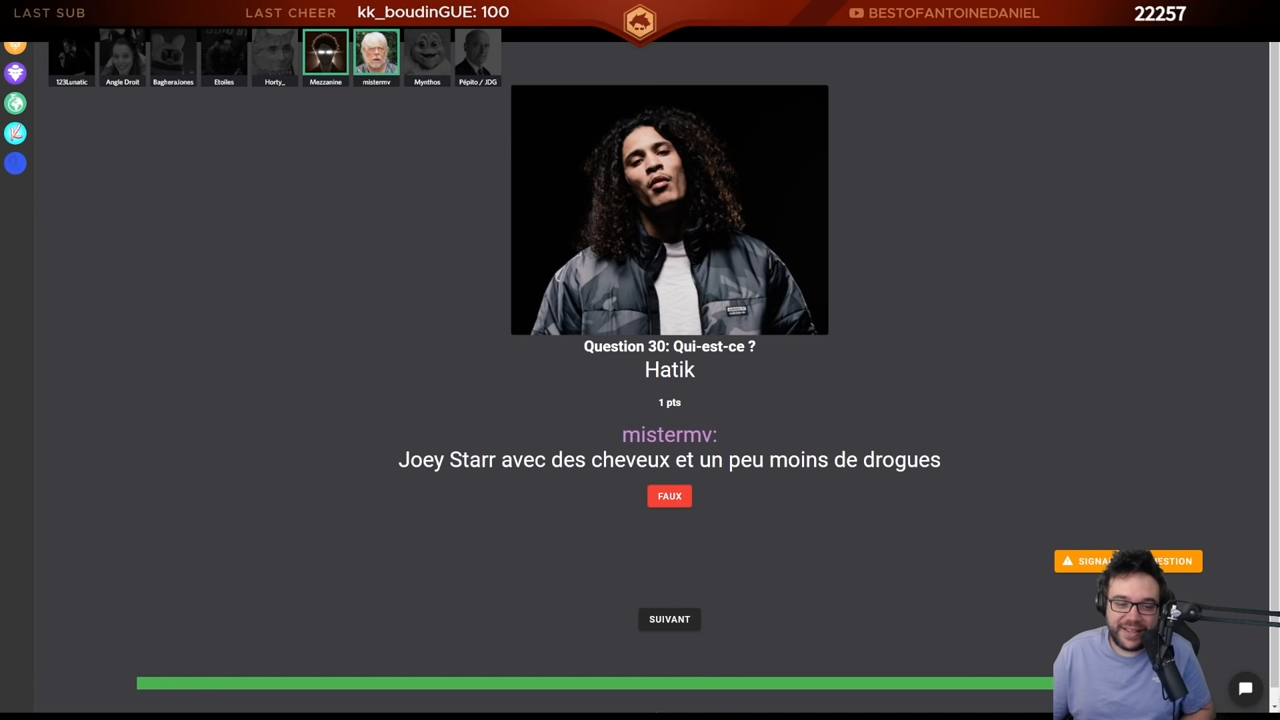 LAST SUB
LAST CHEER
kk_boudinGUE: 100
BESTOFANTOINEDANIEL
22257
123Lunatic
Angle Droit
BagheraJones
Etoiles
Horty_
Mezzanine
mistermv
Mynthos
Pépito / JDG
Question 30: Qui-est-ce ?
Hatik
1 pts
mistermv:
Joey Starr avec des cheveux et un peu moins de drogues
FAUX
SUIVANT